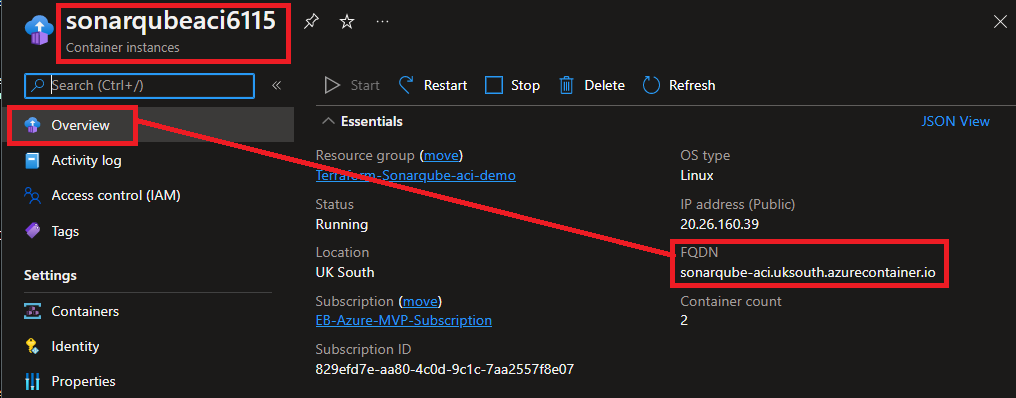 sonarqubeaci6115
Container instances
Search (Ctrl+/)
Overview
Activity log
Access control (IAM)
Tags
Settings
Containers
Identity
Properties
Start
Restart
Stop
Delete
Refresh
Essentials
JSON View
Resource group (move)
Terraform-Sonarqube-aci-demo
Status
Running
Location
UK South
Subscription (move)
EB-Azure-MVP-Subscription
Subscription ID
829efd7e-aa80-4c0d-9c1c-7aa2557f8e07
OS type
Linux
IP address (Public)
20.26.160.39
FQDN
sonarqube-aci.uksouth.azurecontainer.io
Container count
2